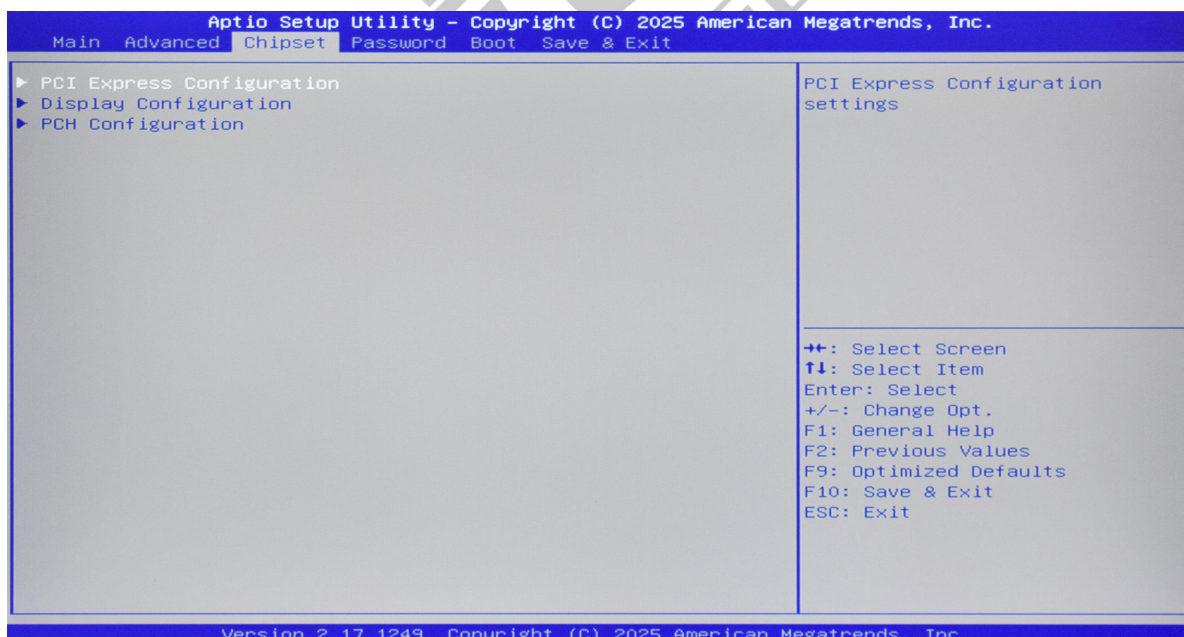 Aptio Setup Utility – Copyright (C) 2025 American Megatrends, Inc.
Main Advanced Chipset Password Boot Save & Exit
▶ PCI Express Configuration
▶ Display Configuration
▶ PCH Configuration
PCI Express Configuration
settings
→←: Select Screen
↑↓: Select Item
Enter: Select
+/-: Change Opt.
F1: General Help
F2: Previous Values
F9: Optimized Defaults
F10: Save & Exit
ESC: Exit
Version 2.17.1249. Copyright (C) 2025 American Megatrends, Inc.